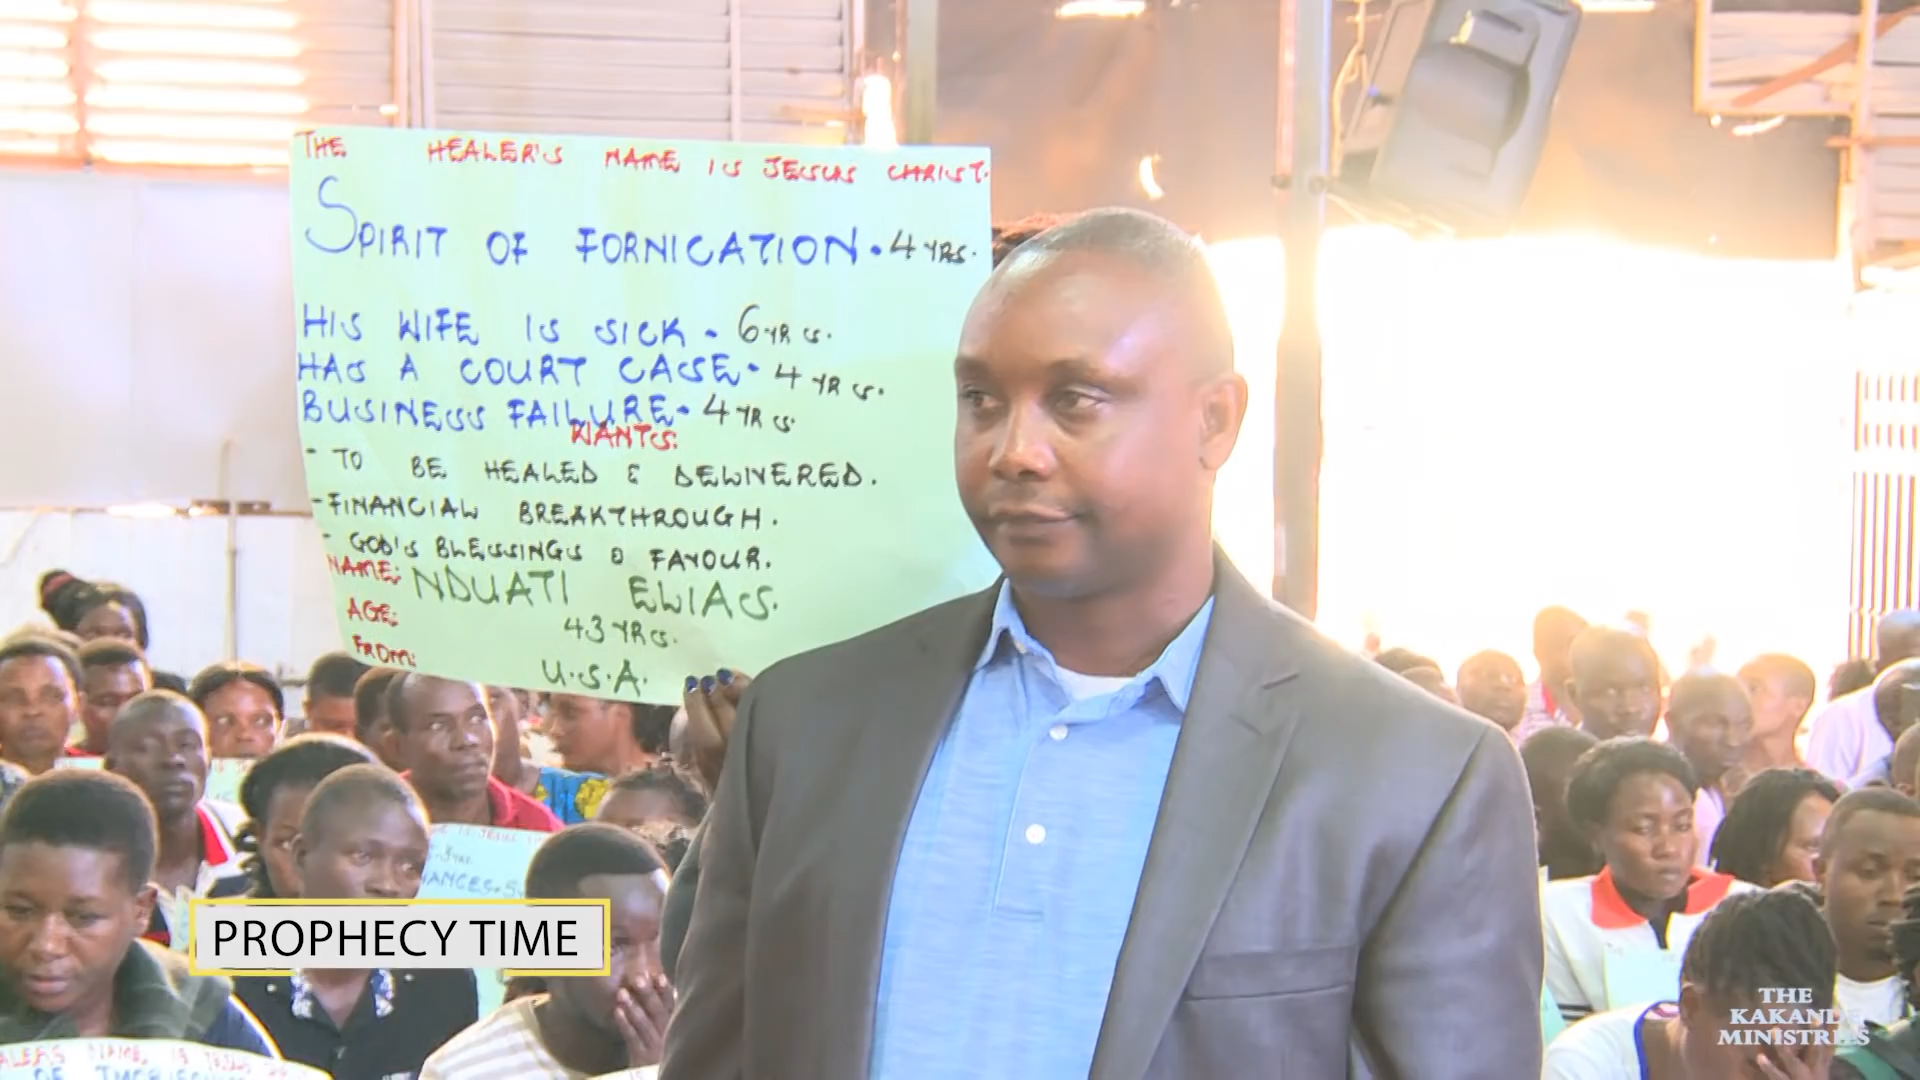 THE HEALER'S NAME IS JESUS CHRIST.
SPIRIT OF FORNICATION. 4 YRS.
HIS WIFE IS SICK - 6 YRS.
HAS A COURT CASE - 4 YRS.
BUSINESS FAILURE - 4 YRS
WANTS:
- TO BE HEALED & DELIVERED.
- FINANCIAL BREAKTHROUGH.
- GOD'S BLESSINGS & FAVOUR.
NAME: NDUATI ELIAS.
AGE: 43 YRS.
FROM: U.S.A.
PROPHECY TIME
THE
KAKANDE
MINISTRIES